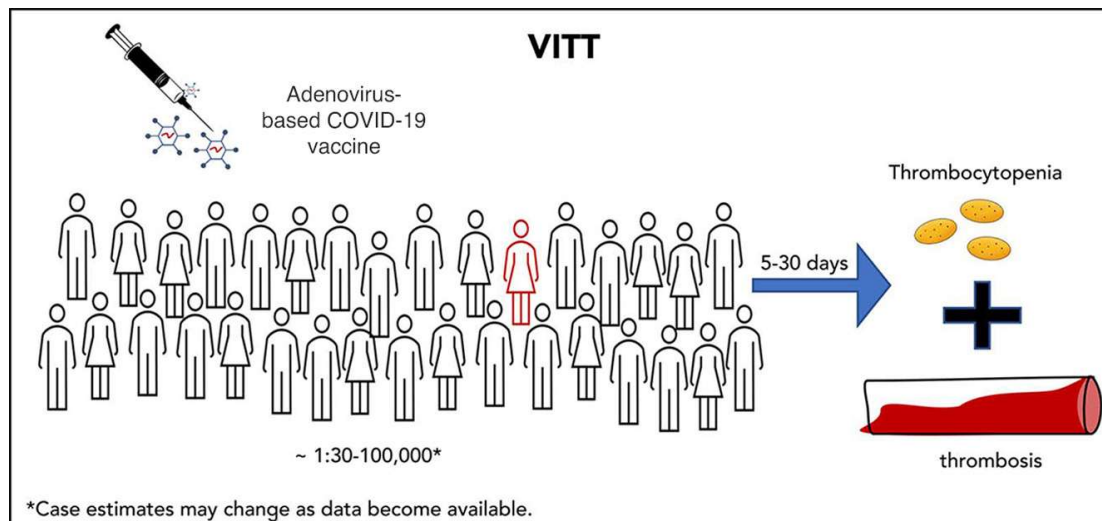 VITT
Adenovirus-
based COVID-19
vaccine
Thrombocytopenia
5-30 days
thrombosis
~ 1:30-100,000*
*Case estimates may change as data become available.